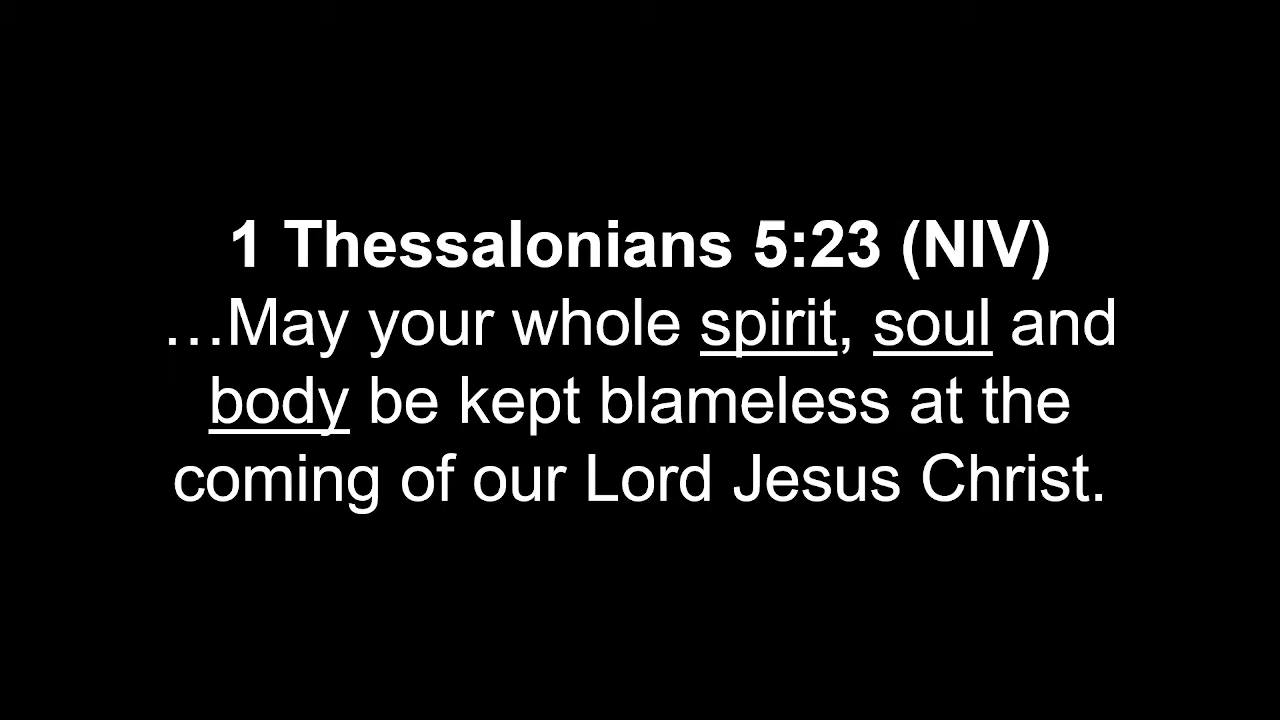 1 Thessalonians 5:23 (NIV)
…May your whole spirit, soul and
body be kept blameless at the
coming of our Lord Jesus Christ.